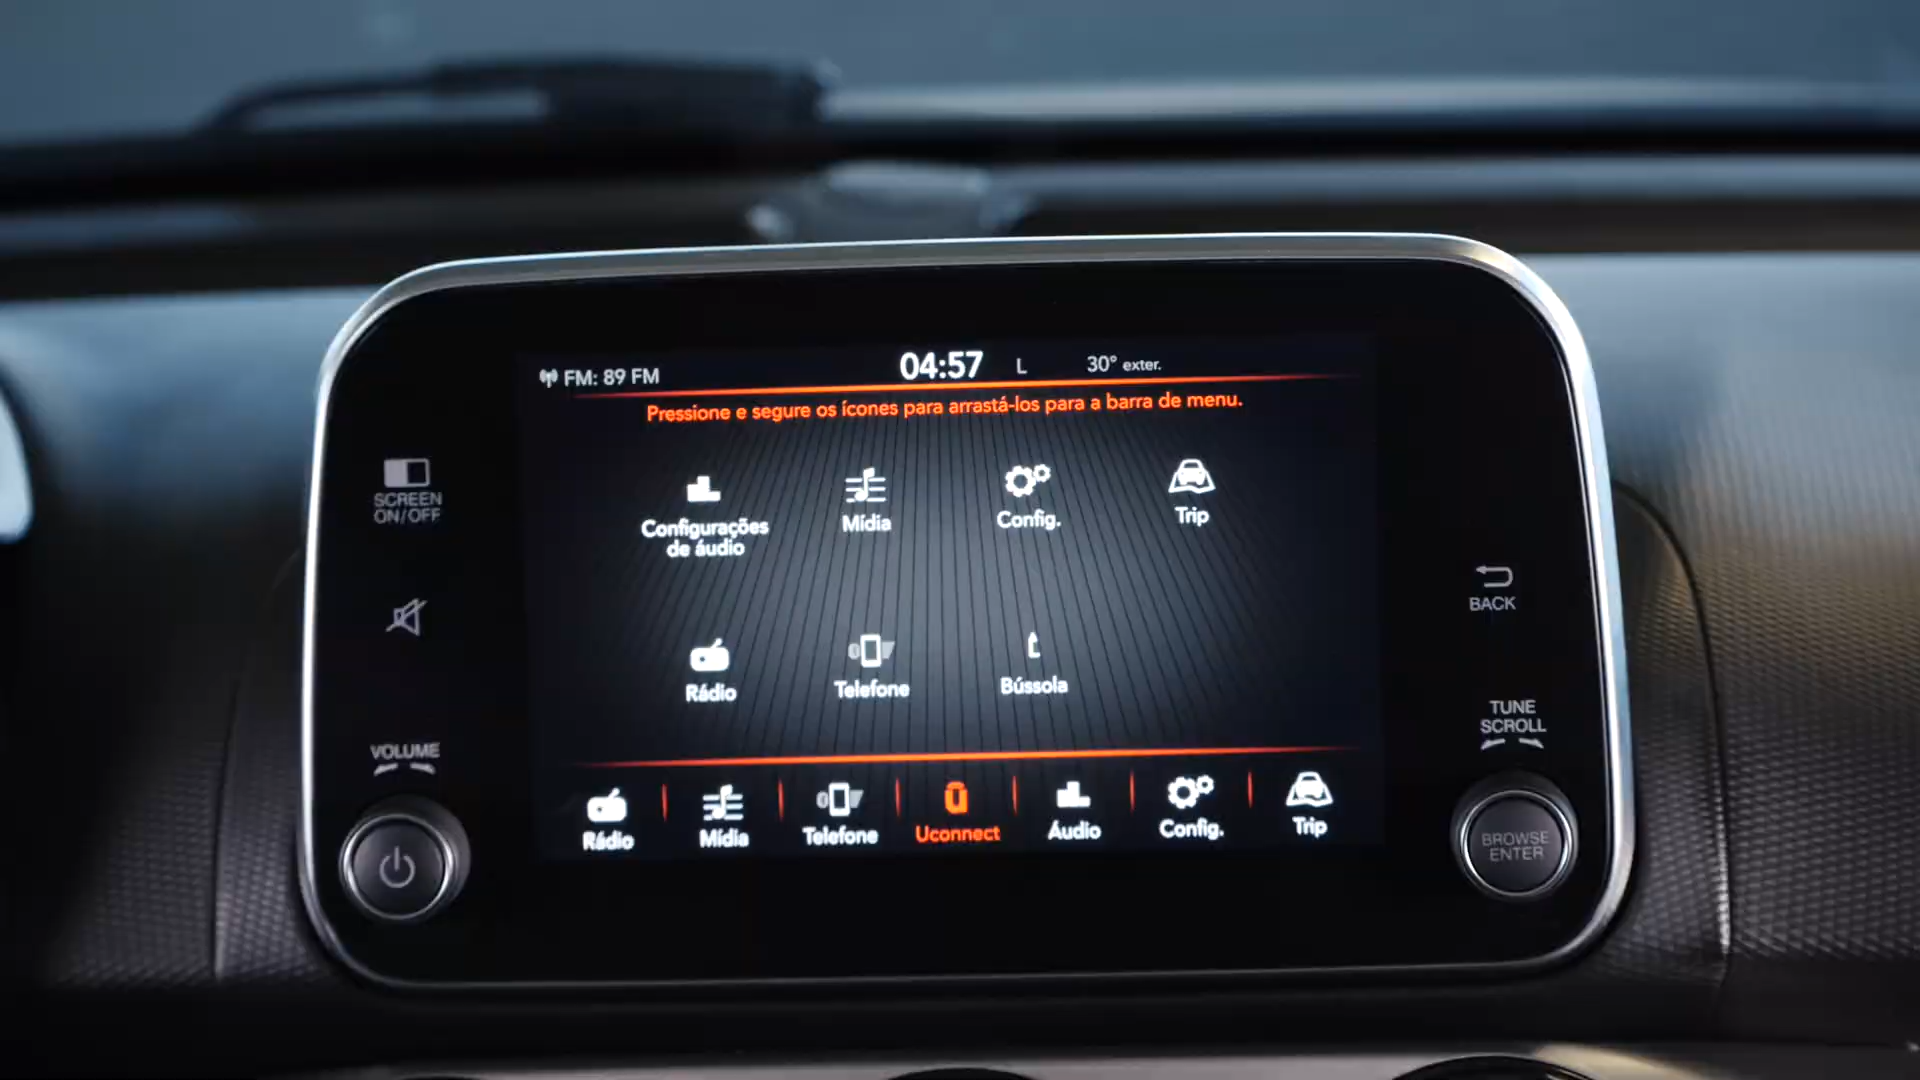 FM: 89 FM
04:57
L
30° exter.
Pressione e segure os ícones para arrastá-los para a barra de menu.
SCREEN
ON/OFF
Configurações
de áudio
Mídia
Config.
Trip
BACK
Rádio
Telefone
Bússola
VOLUME
TUNE
SCROLL
Rádio
Mídia
Telefone
Uconnect
Áudio
Config.
Trip
BROWSE
ENTER